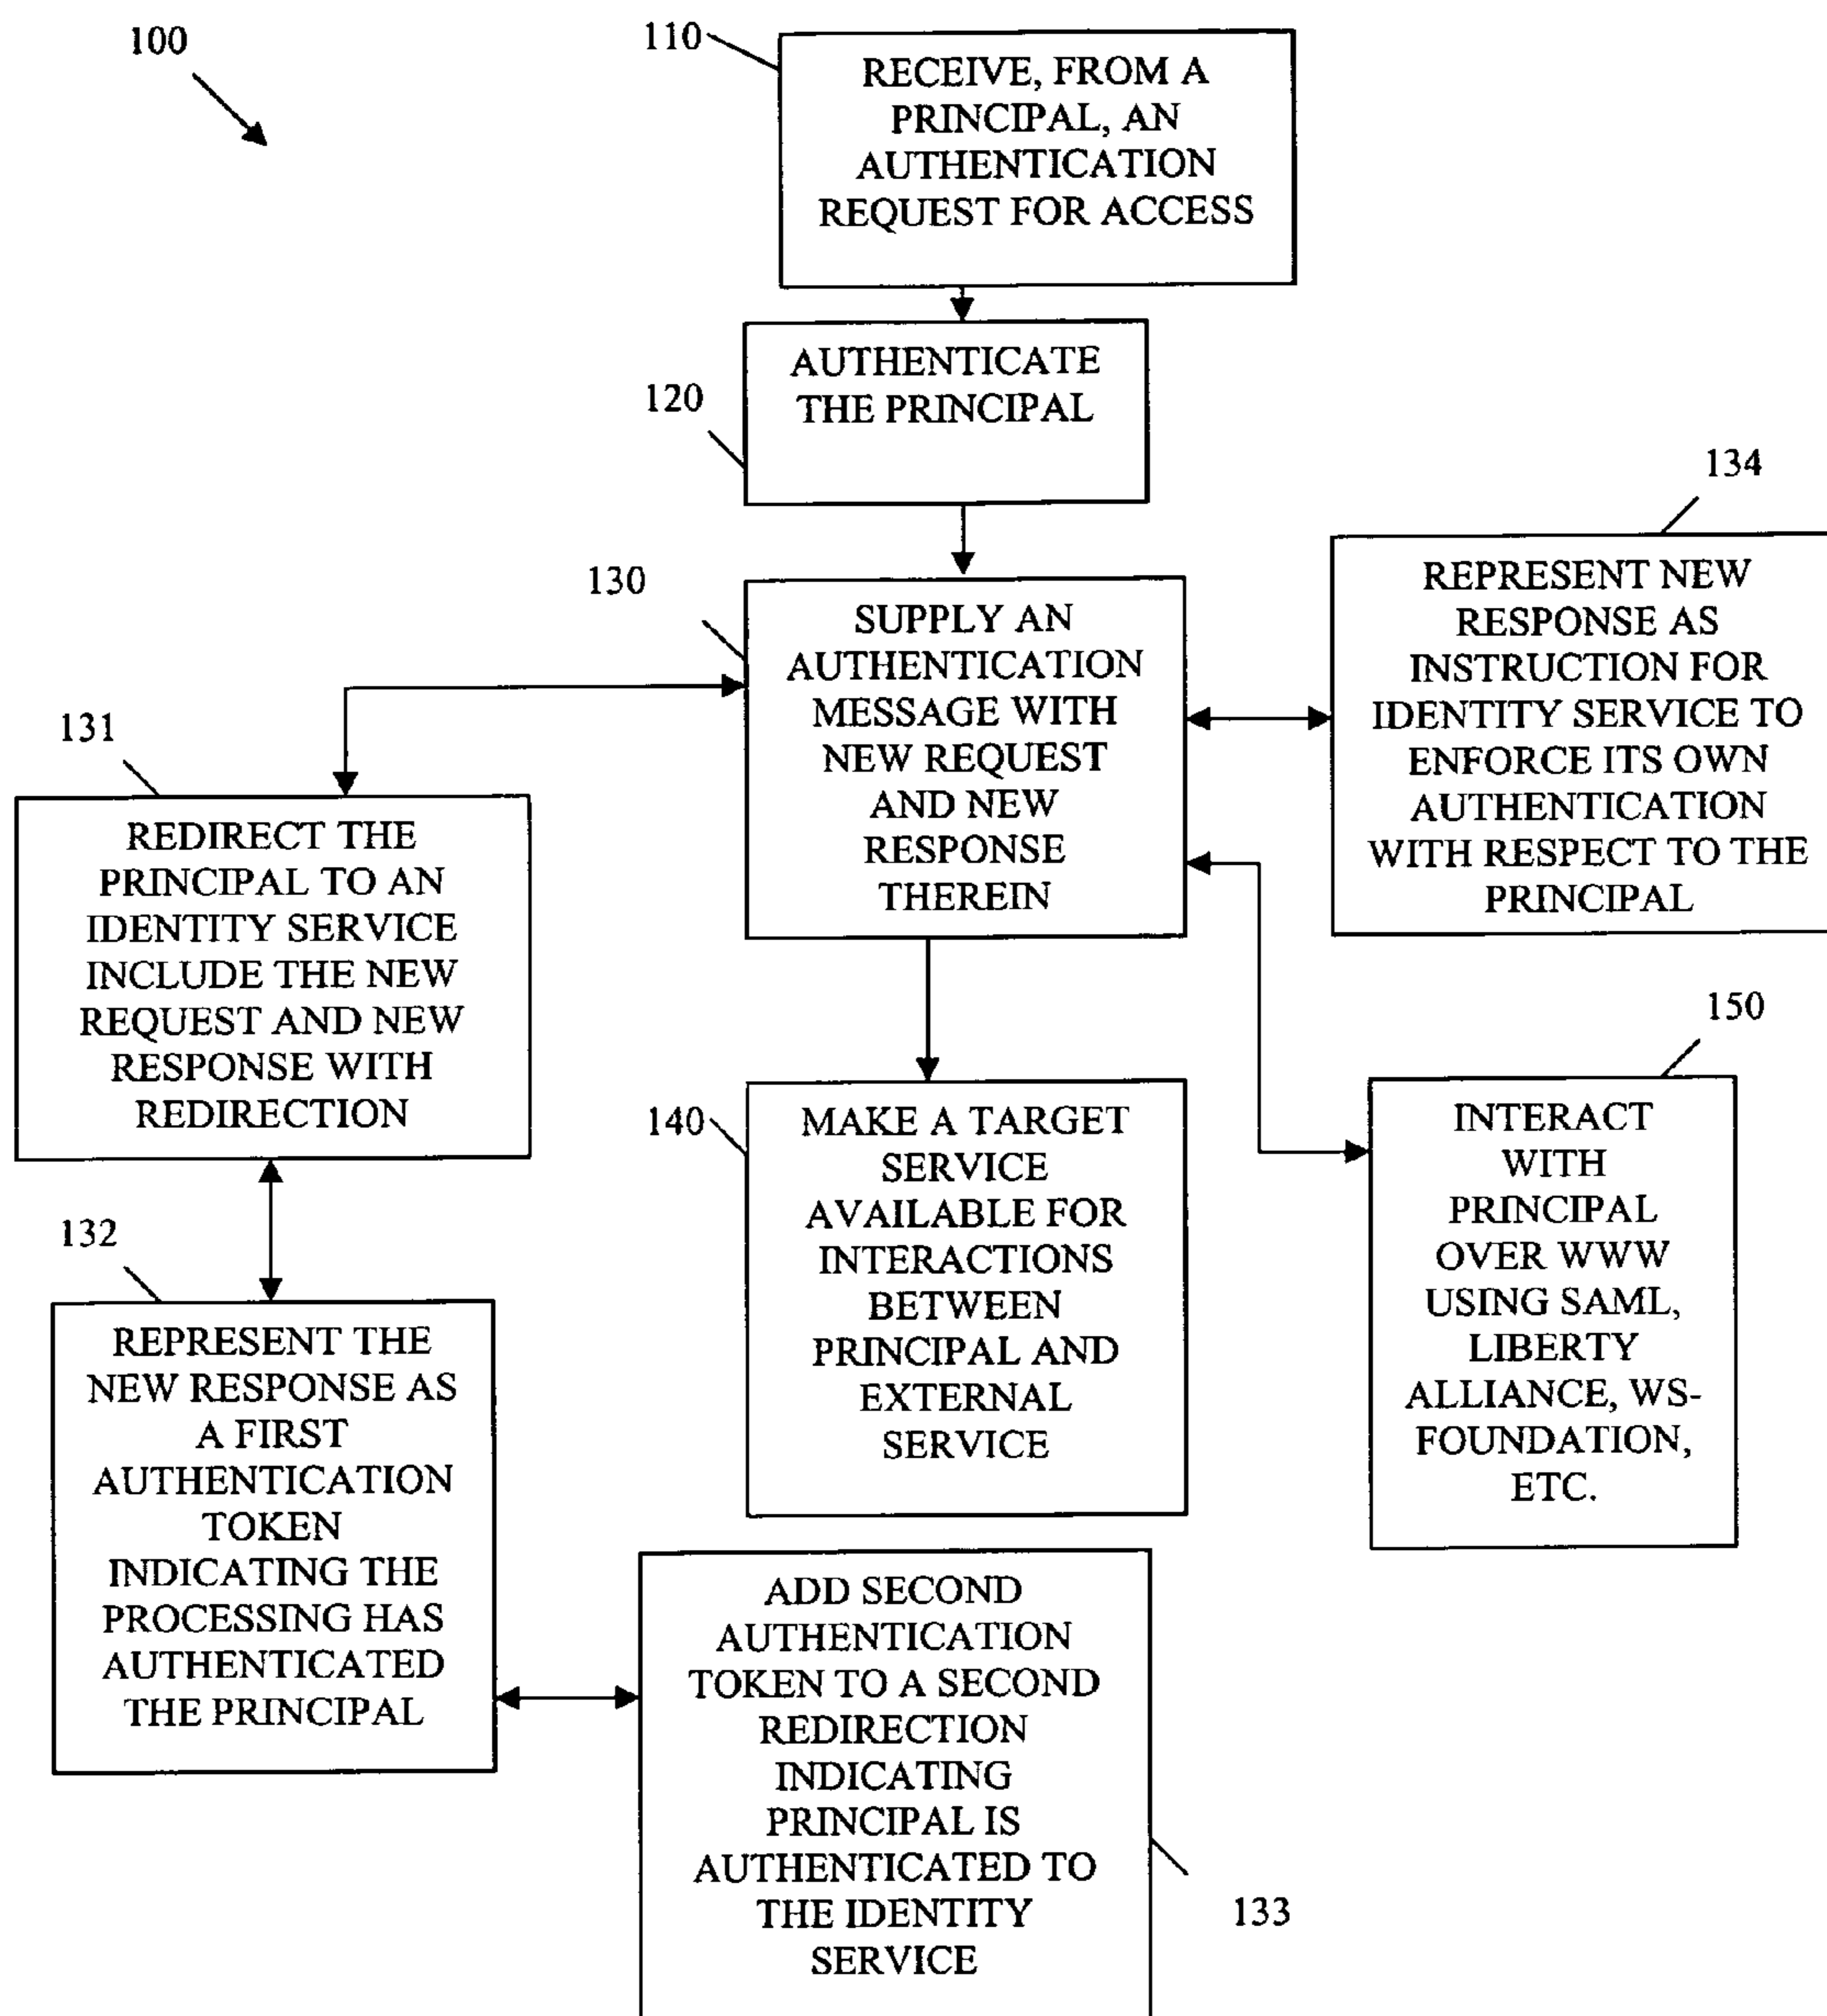 100
110
RECEIVE, FROM A
PRINCIPAL, AN
AUTHENTICATION
REQUEST FOR ACCESS
120
AUTHENTICATE
THE PRINCIPAL
130
SUPPLY AN
AUTHENTICATION
MESSAGE WITH
NEW REQUEST
AND NEW
RESPONSE
THEREIN
134
REPRESENT NEW
RESPONSE AS
INSTRUCTION FOR
IDENTITY SERVICE TO
ENFORCE ITS OWN
AUTHENTICATION
WITH RESPECT TO THE
PRINCIPAL
131
REDIRECT THE
PRINCIPAL TO AN
IDENTITY SERVICE
INCLUDE THE NEW
REQUEST AND NEW
RESPONSE WITH
REDIRECTION
140
MAKE A TARGET
SERVICE
AVAILABLE FOR
INTERACTIONS
BETWEEN
PRINCIPAL AND
EXTERNAL
SERVICE
150
INTERACT
WITH
PRINCIPAL
OVER WWW
USING SAML,
LIBERTY
ALLIANCE, WS-
FOUNDATION,
ETC.
132
REPRESENT THE
NEW RESPONSE AS
A FIRST
AUTHENTICATION
TOKEN
INDICATING THE
PROCESSING HAS
AUTHENTICATED
THE PRINCIPAL
ADD SECOND
AUTHENTICATION
TOKEN TO A SECOND
REDIRECTION
INDICATING
PRINCIPAL IS
AUTHENTICATED TO
THE IDENTITY
SERVICE
133